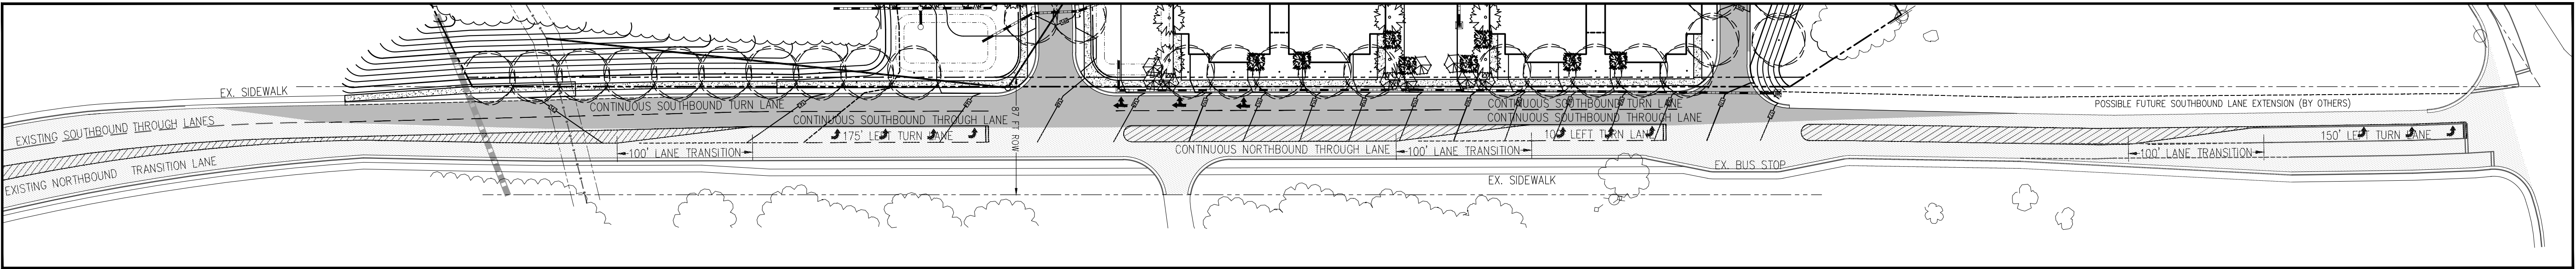 EX. SIDEWALK
CONTINUOUS SOUTHBOUND TURN LANE
CONTINUOUS SOUTHBOUND TURN LANE
POSSIBLE FUTURE SOUTHBOUND LANE EXTENSION (BY OTHERS)
EXISTING SOUTHBOUND THROUGH LANES
CONTINUOUS SOUTHBOUND THROUGH LANE
CONTINUOUS SOUTHBOUND THROUGH LANE
87 FT ROW
175' LEFT TURN LANE
100' LEFT TURN LANE
150' LEFT TURN LANE
100' LANE TRANSITION
CONTINUOUS NORTHBOUND THROUGH LANE
100' LANE TRANSITION
100' LANE TRANSITION
EXISTING NORTHBOUND TRANSITION LANE
EX. BUS STOP
EX. SIDEWALK